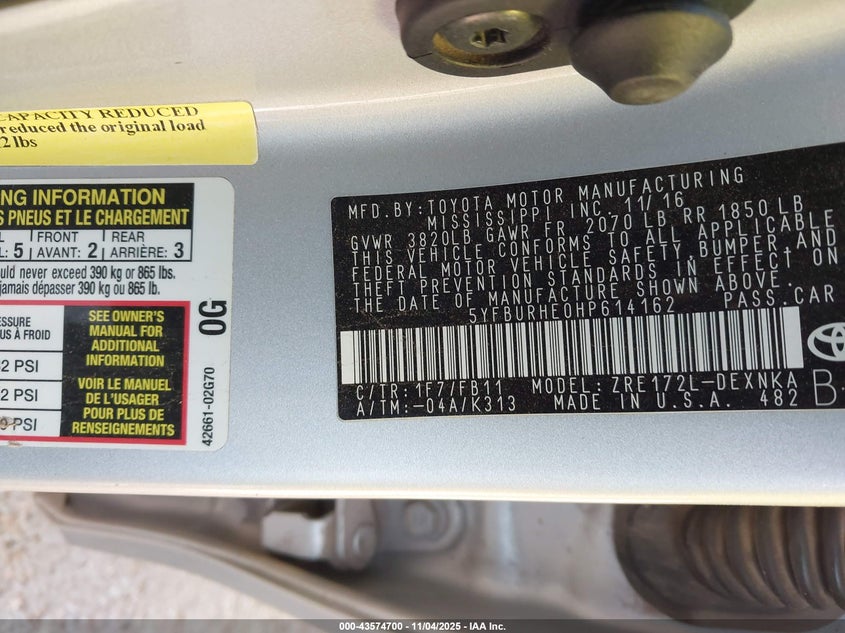 CAPACITY REDUCED
reduced the original load
2 lbs
NG INFORMATION
S PNEUS ET LE CHARGEMENT
5
FRONT
AVANT: 2
REAR
ARRIÈRE: 3
uld never exceed 390 kg or 865 lbs.
jamais dépasser 390 kg ou 865 lb.
ESSURE
US À FROID
2 PSI
2 PSI
PSI
SEE OWNER'S
MANUAL FOR
ADDITIONAL
INFORMATION
VOIR LE MANUEL
DE L'USAGER
POUR PLUS DE
RENSEIGNEMENTS
0G
42661-02G70
MFD.BY:TOYOTA MOTOR MANUFACTURING
MISSISSIPPI INC. 11/16
GVWR 3820LB GAWR FR 2070 LB RR 1850 LB
THIS VEHICLE CONFORMS TO ALL APPLICABLE
FEDERAL MOTOR VEHICLE SAFETY,BUMPER,AND
THEFT PREVENTION STANDARDS IN EFFECT ON
THE DATE OF MANUFACTURE SHOWN ABOVE.
5YFBURHE0HP614162 PASS.CAR
C/TR:1F7/FB11 MODEL:ZRE172L-DEXNKA
A/TM:-04A/K313 MADE IN U.S.A. 482
B-
TOYOTA
000-43574700 - 11/04/2025 - IAA Inc.